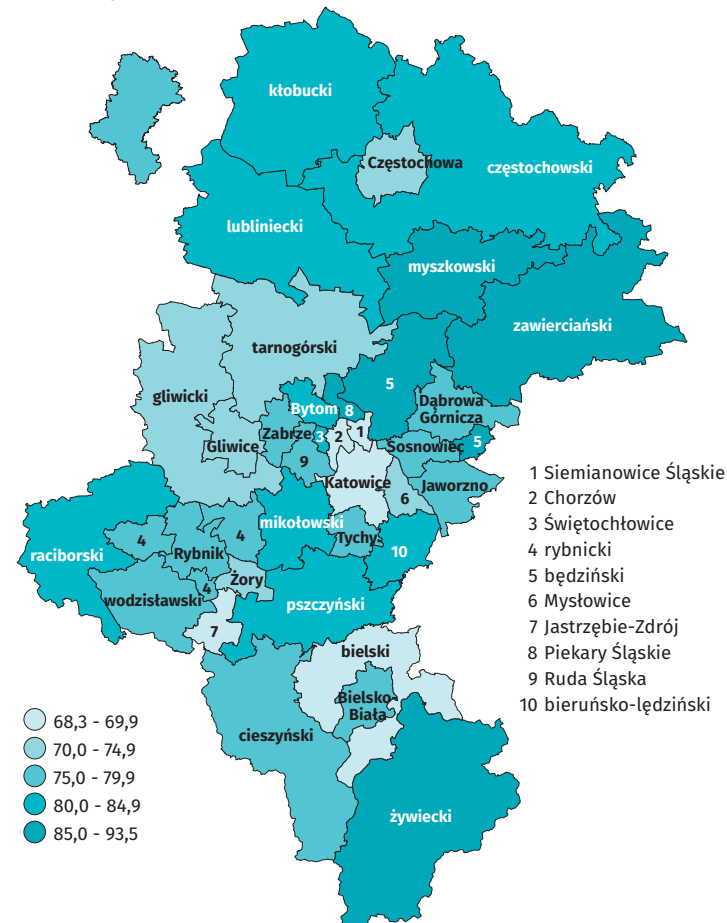 kłobucki
Częstochowa
częstochowski
lubliniecki
myszkowski
zawierciański
tarnogórski
gliwicki
5
Dąbrowa
Górnicza
Bytom
8
Zabrze
3
2
1
Gliwice
Sosnowiec
5
9
Katowice
Jaworzno
6
mikołowski
4
4
Rybnik
Tychy
raciborski
10
Żory
4
wodzisławski
pszczyński
7
bielski
Bielsko-
Biała
cieszyński
żywiecki
1 Siemianowice Śląskie
2 Chorzów
3 Świętochłowice
4 rybnicki
5 będziński
6 Mysłowice
7 Jastrzębie-Zdrój
8 Piekary Śląskie
9 Ruda Śląska
10 bieruńsko-lędziński
68,3 - 69,9
70,0 - 74,9
75,0 - 79,9
80,0 - 84,9
85,0 - 93,5